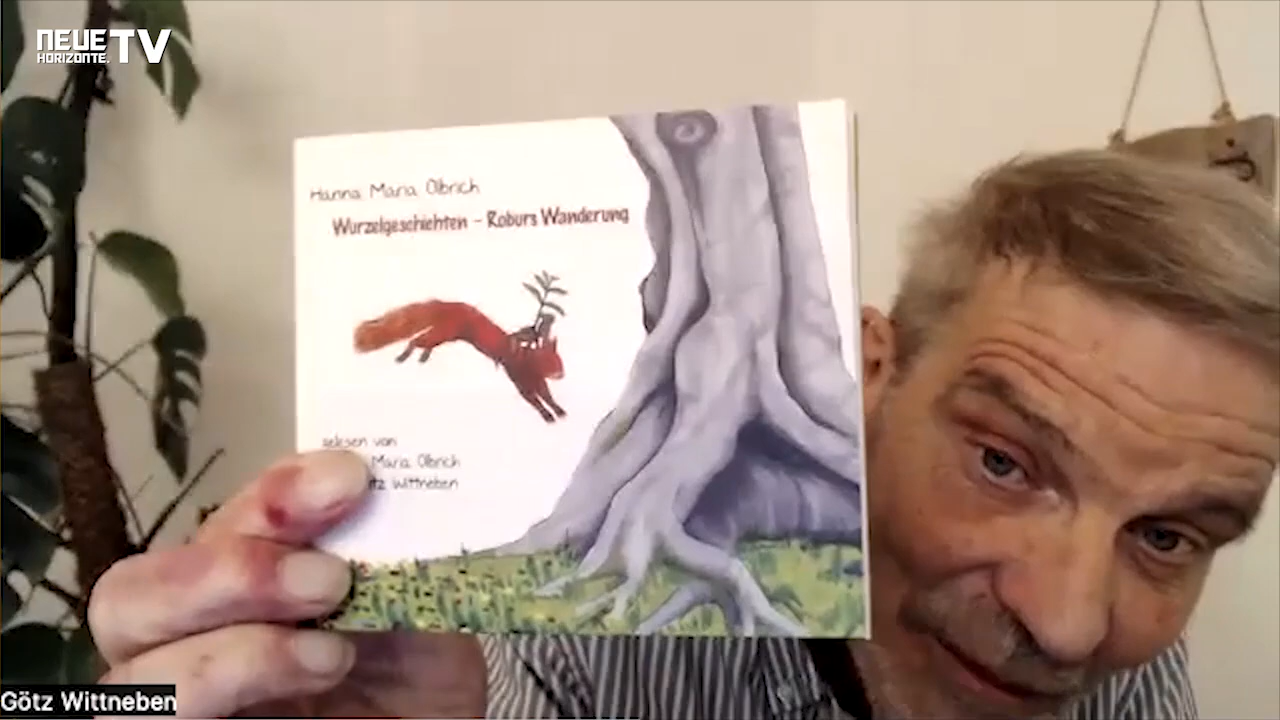 NEUE
HORIZONTE.TV
Hanna Maria Olbrich
Wurzelgeschichten - Roburs Wanderung
gelesen von
Maria Olbrich
Wittneben
Götz Wittneben